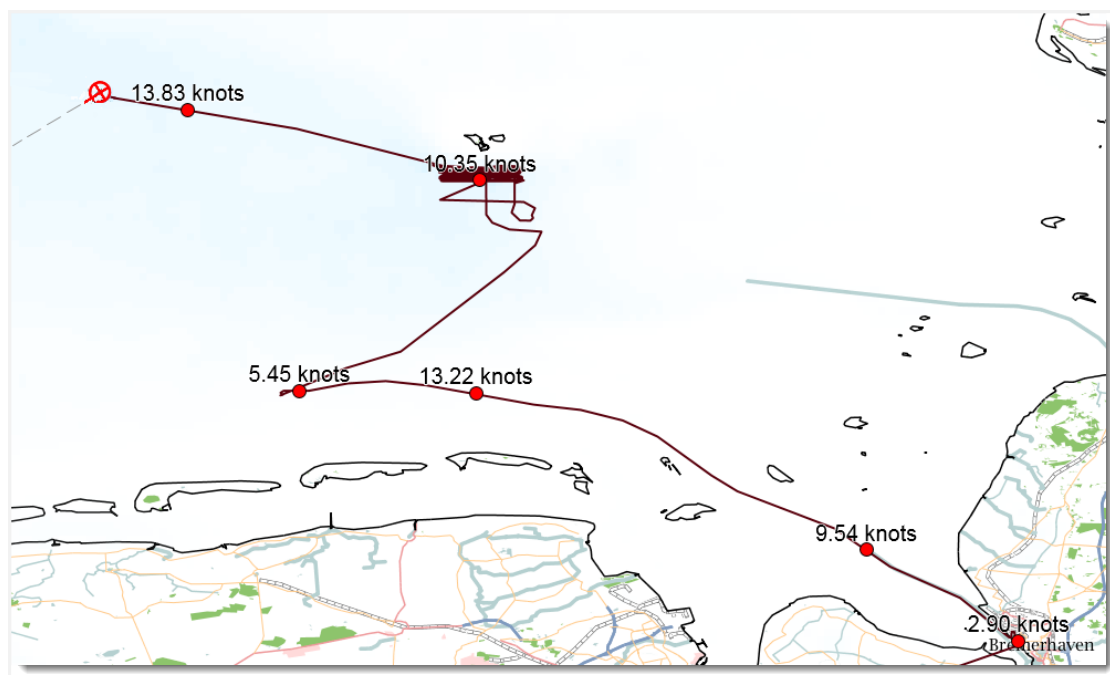 13.83 knots
10.35 knots
5.45 knots
13.22 knots
9.54 knots
2.90 knots
Bremerhaven